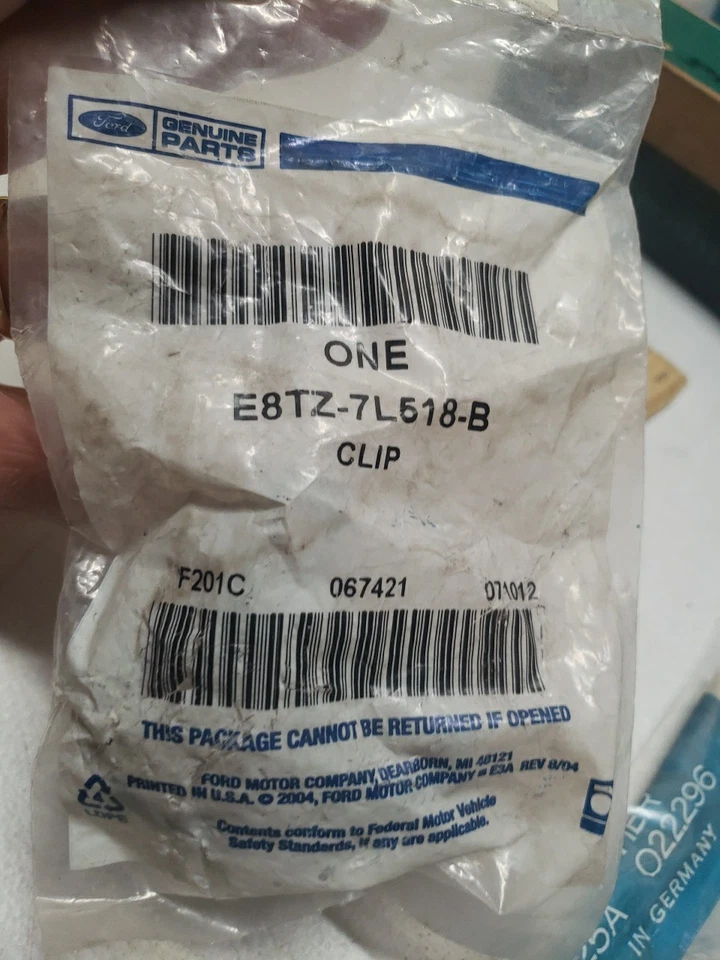 Ford GENUINE
PARTS
ONE
E8TZ-7L518-B
CLIP
F201C 067421 071012
THIS PACKAGE CANNOT BE RETURNED IF OPENED
FORD MOTOR COMPANY, DEARBORN, MI 48121
PRINTED IN U.S.A. © 2004, FORD MOTOR COMPANY E3A REV 8/04
LDPE
Contents conform to Federal Motor Vehicle
Safety Standards, if any are applicable.
022296
IN GERMANY